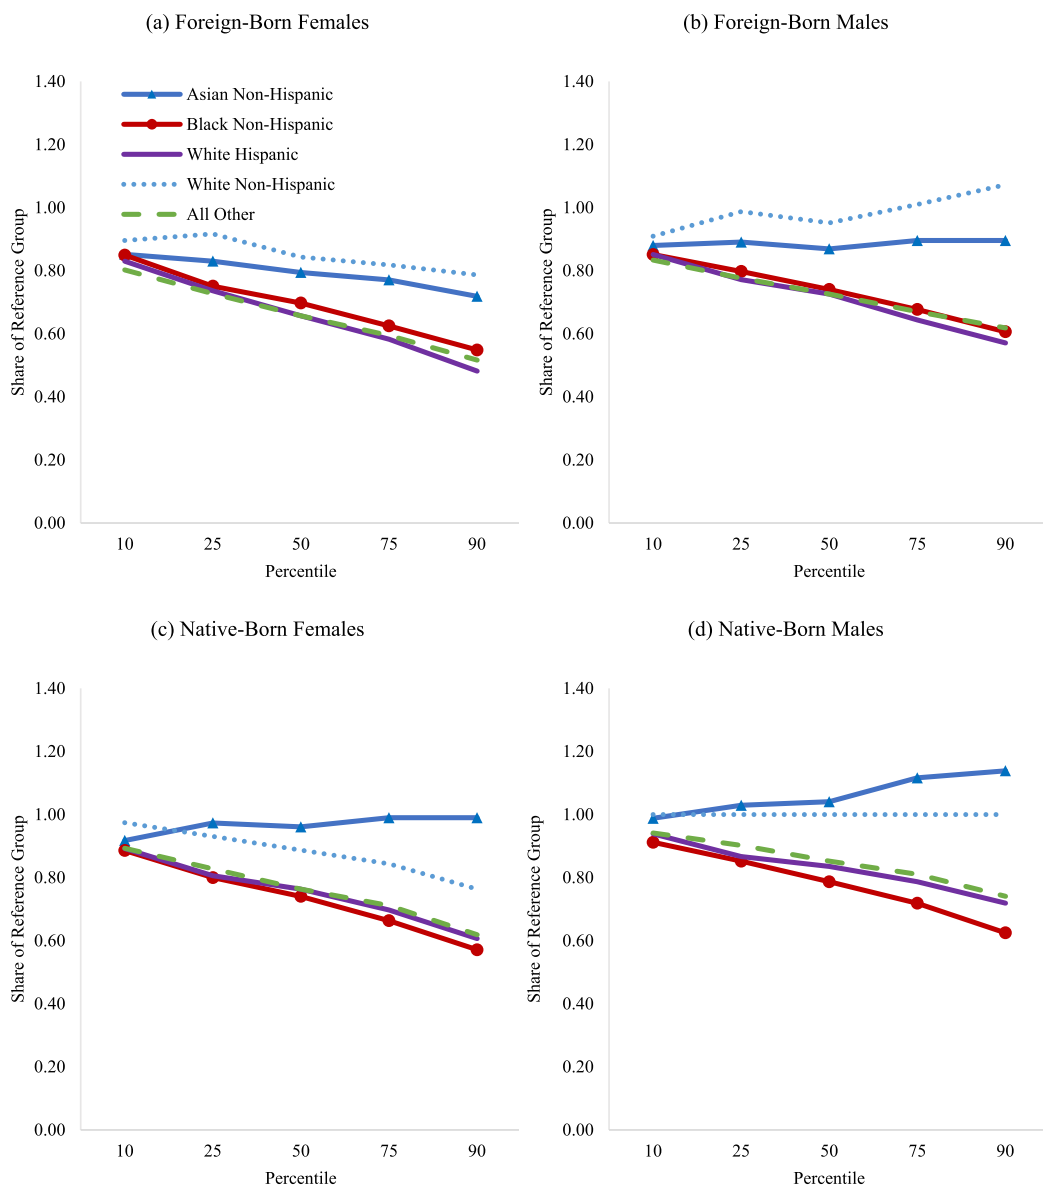 (a) Foreign-Born Females
1.40
1.20
1.00
0.80
0.60
0.40
0.20
0.00
Share of Reference Group
Asian Non-Hispanic
Black Non-Hispanic
White Hispanic
White Non-Hispanic
All Other
10 25 50 75 90
Percentile
(b) Foreign-Born Males
1.40
1.20
1.00
0.80
0.60
0.40
0.20
0.00
Share of Reference Group
10 25 50 75 90
Percentile
(c) Native-Born Females
1.40
1.20
1.00
0.80
0.60
0.40
0.20
0.00
Share of Reference Group
10 25 50 75 90
Percentile
(d) Native-Born Males
1.40
1.20
1.00
0.80
0.60
0.40
0.20
0.00
Share of Reference Group
10 25 50 75 90
Percentile